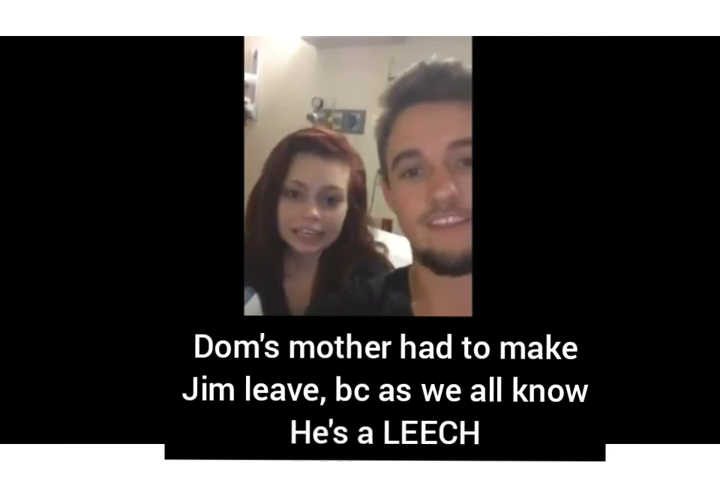 Dom's mother had to make
Jim leave, bc as we all know
He's a LEECH